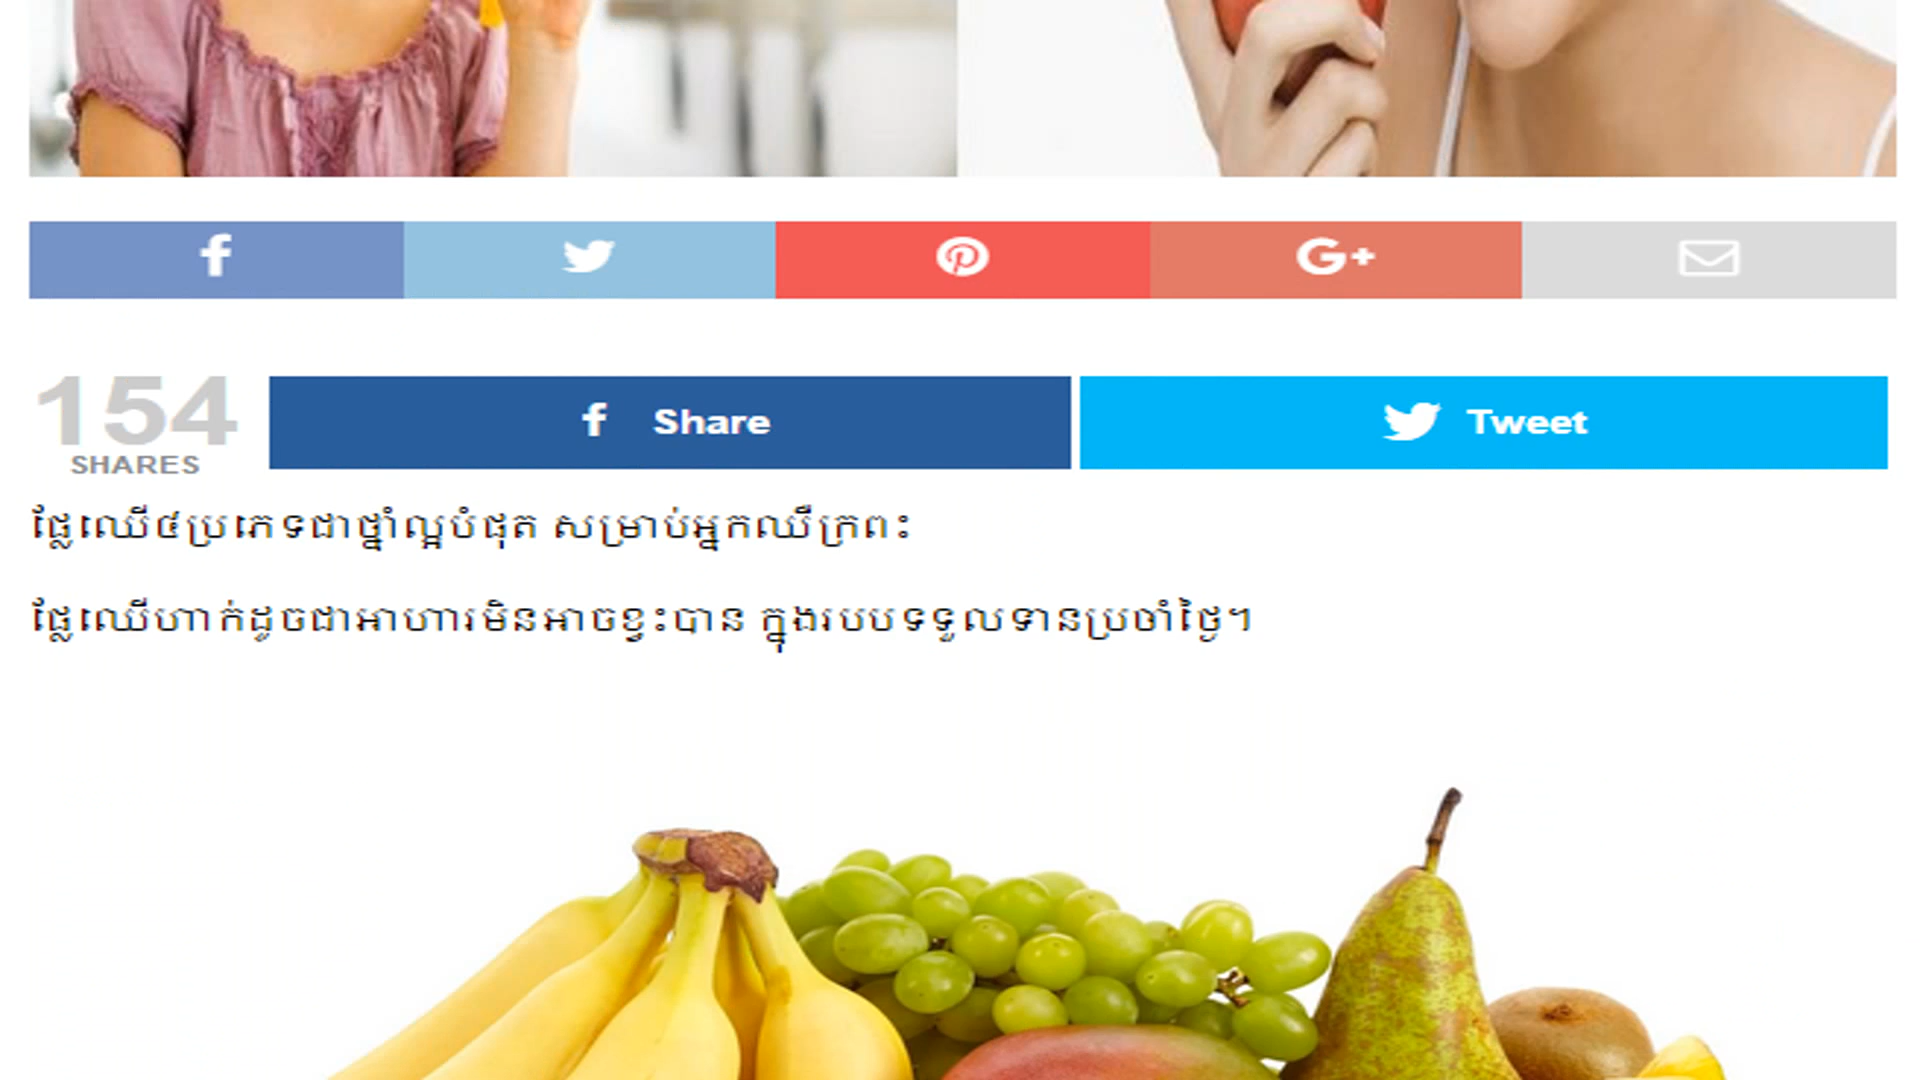 154
SHARES
Share
Tweet
ផ្លែឈើ៤ប្រភេទជាថ្នាំល្អបំផុត សម្រាប់អ្នកឈឺក្រពះ
ផ្លែឈើហាក់ដូចជាអាហារមិនអាចខ្វះបាន ក្នុងរបបទទួលទានប្រចាំថ្ងៃ។